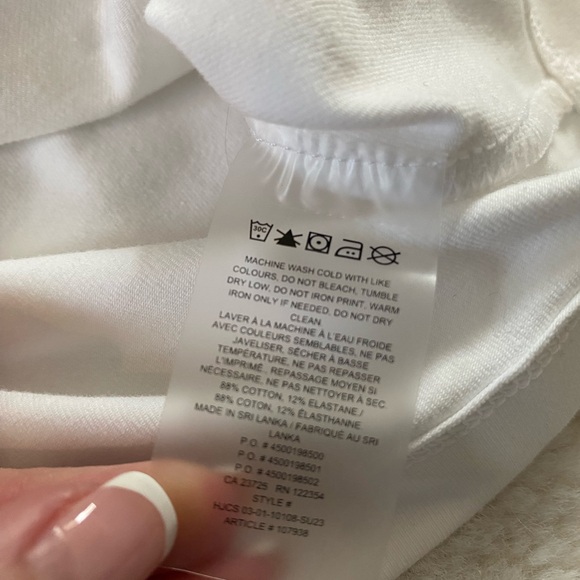 30C
MACHINE WASH COLD WITH LIKE
COLOURS, DO NOT BLEACH, TUMBLE
DRY LOW, DO NOT IRON PRINT, WARM
IRON ONLY IF NEEDED, DO NOT DRY
CLEAN
LAVER À LA MACHINE À L'EAU FROIDE
AVEC COULEURS SEMBLABLES, NE PAS
JAVELISER, SÉCHER À BASSE
TEMPÉRATURE, NE PAS REPASSER
L'IMPRIMÉ, REPASSAGE MOYEN SI
NÉCESSAIRE, NE PAS NETTOYER À SEC.
88% COTTON, 12% ELASTANE /
88% COTON, 12% ÉLASTHANNE.
MADE IN SRI LANKA / FABRIQUÉ AU SRI
LANKA
P.O. # 4500198500
P.O. # 4500198501
P.O. # 4500198502
CA 23725 RN 122354
STYLE #
HJCS 03-01-10108-SU23
ARTICLE # 107938